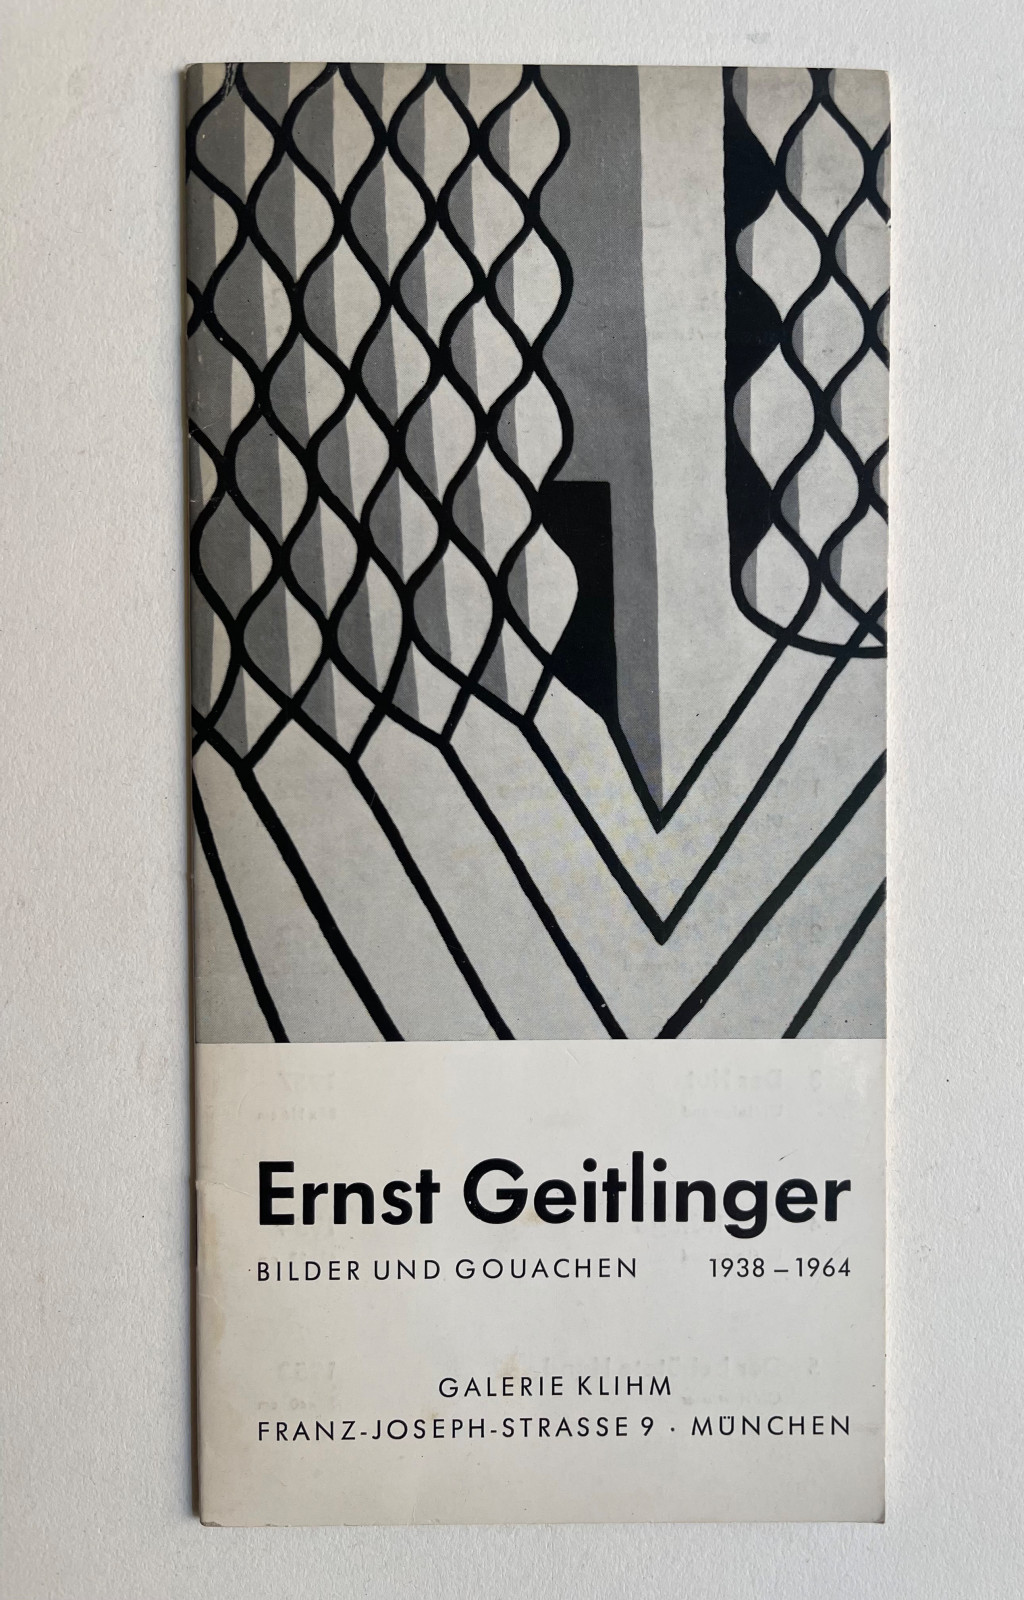 Ernst Geitlinger
BILDER UND GOUACHEN 1938 – 1964
GALERIE KLIHM
FRANZ-JOSEPH-STRASSE 9 · MÜNCHEN